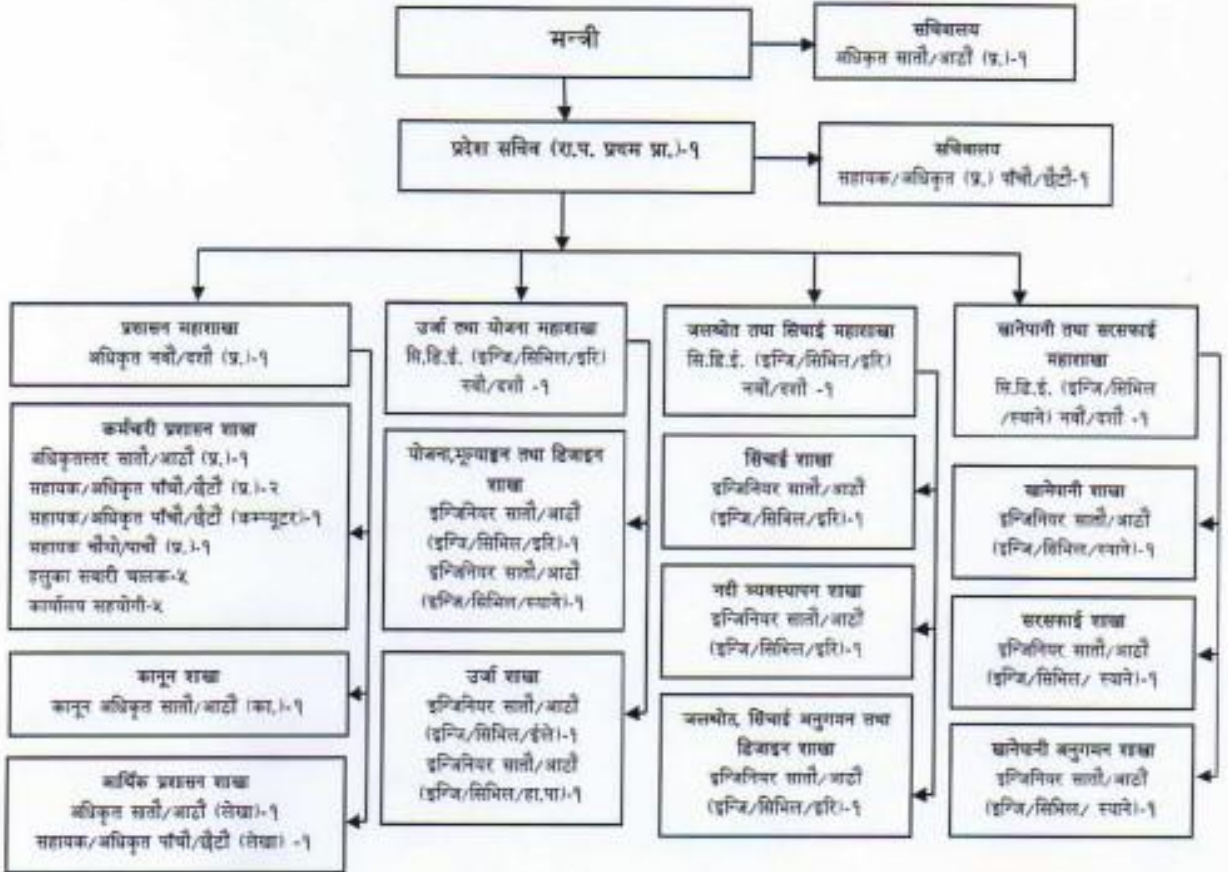 मन्त्री
सचिवालय
अधिकृत सातौ/आठौ (प्र.)-१
प्रदेश सचिव (रा.प. प्रथम प्रा.)-१
सचिवालय
सहायक/अधिकृत (प्र.) पाँचौ/छैटौ-१
प्रशासन महाशाखा
अधिकृत नवौ/दशौ (प्र.)-१
कर्मचरी प्रशासन शाखा
अधिकृतस्तर सातौ/आठौ (प्र.)-१
सहायक/अधिकृत पाँचौ/छैटौ (प्र.)-२
सहायक/अधिकृत पाँचौ/छैटौ (कम्प्यूटर)-१
सहायक चौथो/पाचौ (प्र.)-१
हलुका सवारी चालक-५
कार्यालय सहयोगी-५
कानून शाखा
कानून अधिकृत सातौ/आठौ (का.)-१
आर्थिक प्रशासन शाखा
अधिकृत सातौ/आठौ (लेखा)-१
सहायक/अधिकृत पाँचौ/छैटौ (लेखा) -१
उर्जा तथा योजना महाशाखा
सि.डि.ई. (इन्जि/सिभिल/इरि)
नवौ/दशौ -१
योजना,मूल्याङ्कन तथा डिजाइन
शाखा
इन्जिनियर सातौ/आठौ
(इन्जि/सिभिल/इरि)-१
इन्जिनियर सातौ/आठौ
(इन्जि/सिभिल/स्याने)-१
उर्जा शाखा
इन्जिनियर सातौ/आठौ
(इन्जि/सिभिल/ईले)-१
इन्जिनियर सातौ/आठौ
(इन्जि/सिभिल/हा.पा)-१
जलश्रोत तथा सिंचाई महाशाखा
सि.डि.ई. (इन्जि/सिभिल/इरि)
नवौ/दशौ -१
सिंचाई शाखा
इन्जिनियर सातौ/आठौ
(इन्जि/सिभिल/इरि)-१
नदी व्यवस्थापन शाखा
इन्जिनियर सातौ/आठौ
(इन्जि/सिभिल/इरि)-१
जलश्रोत, सिंचाई अनुगमन तथा
डिजाइन शाखा
इन्जिनियर सातौ/आठौ
(इन्जि/सिभिल/इरि)-१
खानेपानी तथा सरसफाई
महाशाखा
सि.डि.ई. (इन्जि/सिभिल
/स्याने) नवौ/दशौ -१
खानेपानी शाखा
इन्जिनियर सातौ/आठौ
(इन्जि/सिभिल/स्याने)-१
सरसफाई शाखा
इन्जिनियर सातौ/आठौ
(इन्जि/सिभिल/ स्याने)-१
खानेपानी अनुगमन शाखा
इन्जिनियर सातौ/आठौ
(इन्जि/सिभिल/ स्याने)-१